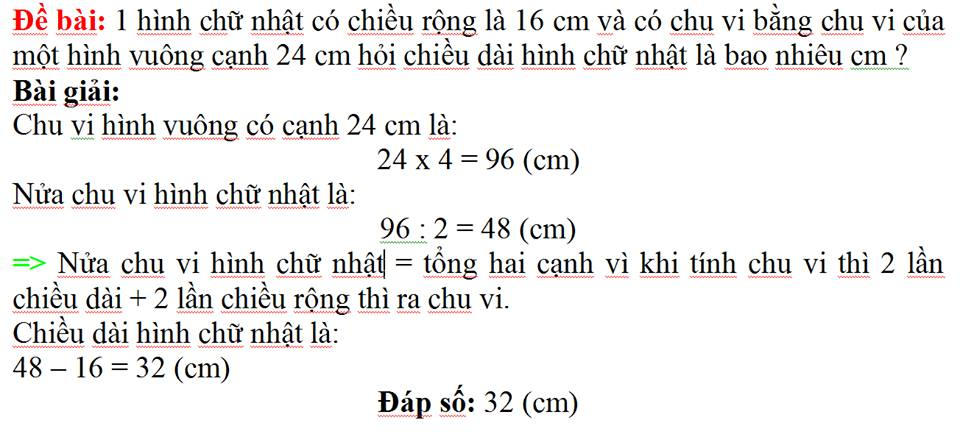 Đề bài: 1 hình chữ nhật có chiều rộng là 16 cm và có chu vi bằng chu vi của
một hình vuông cạnh 24 cm hỏi chiều dài hình chữ nhật là bao nhiêu cm ?
Bài giải:
Chu vi hình vuông có cạnh 24 cm là:
24 x 4 = 96 (cm)
Nửa chu vi hình chữ nhật là:
96 : 2 = 48 (cm)
=> Nửa chu vi hình chữ nhật = tổng hai cạnh vì khi tính chu vi thì 2 lần
chiều dài + 2 lần chiều rộng thì ra chu vi.
Chiều dài hình chữ nhật là:
48 – 16 = 32 (cm)
Đáp số: 32 (cm)